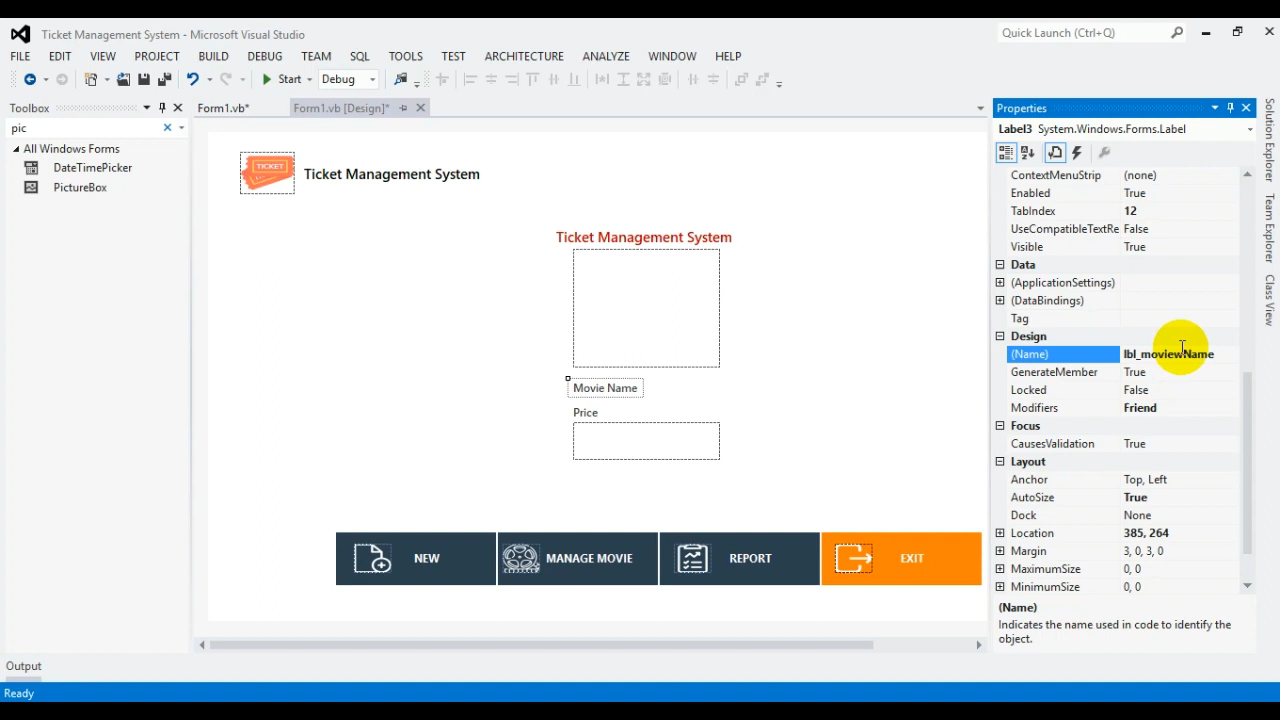 Ticket Management System - Microsoft Visual Studio
Quick Launch (Ctrl+Q)
FILE EDIT VIEW PROJECT BUILD DEBUG TEAM SQL TOOLS TEST ARCHITECTURE ANALYZE WINDOW HELP
Start Debug
Toolbox
Form1.vb* Form1.vb [Design]*
pic
All Windows Forms
DateTimePicker
PictureBox
TICKET
Ticket Management System
Ticket Management System
Movie Name
Price
NEW MANAGE MOVIE REPORT EXIT
Properties
Label3 System.Windows.Forms.Label
ContextMenuStrip (none)
Enabled True
TabIndex 12
UseCompatibleTextRe False
Visible True
Data
(ApplicationSettings)
(DataBindings)
Tag
Design
(Name) lbl_moviewName
GenerateMember True
Locked False
Modifiers Friend
Focus
CausesValidation True
Layout
Anchor Top, Left
AutoSize True
Dock None
Location 385, 264
Margin 3, 0, 3, 0
MaximumSize 0, 0
MinimumSize 0, 0
(Name)
Indicates the name used in code to identify the
object.
Solution Explorer
Team Explorer
Class View
Output
Ready